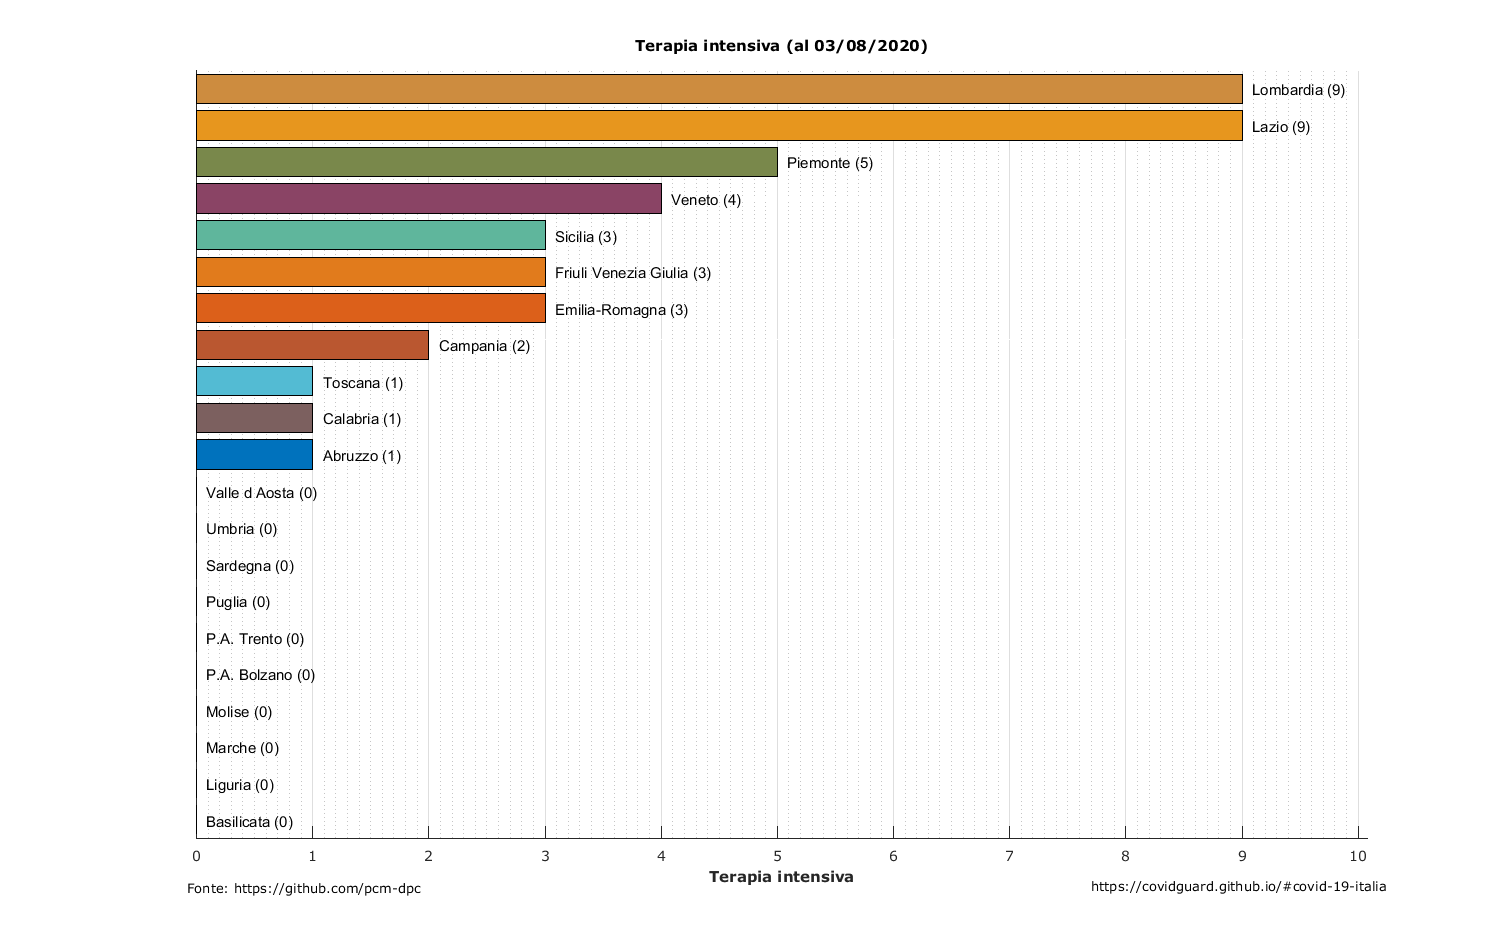 Terapia intensiva (al 03/08/2020)
Lombardia (9)
Lazio (9)
Piemonte (5)
Veneto (4)
Sicilia (3)
Friuli Venezia Giulia (3)
Emilia-Romagna (3)
Campania (2)
Toscana (1)
Calabria (1)
Abruzzo (1)
Valle d Aosta (0)
Umbria (0)
Sardegna (0)
Puglia (0)
P.A. Trento (0)
P.A. Bolzano (0)
Molise (0)
Marche (0)
Liguria (0)
Basilicata (0)
0 1 2 3 4 5 6 7 8 9 10
Terapia intensiva
Fonte: https://github.com/pcm-dpc
https://covidguard.github.io/#covid-19-italia